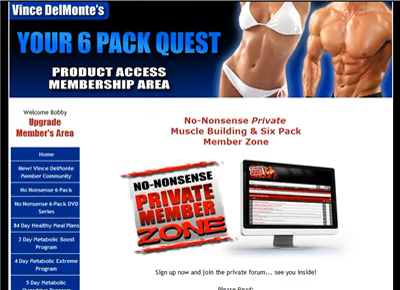 Vince DelMonte's
YOUR 6 PACK QUEST
PRODUCT ACCESS
MEMBERSHIP AREA
Welcome Bobby
Upgrade
Member's Area
Home
New! Vince DelMonte
Member Community
No Nonsense 6-Pack
No Nonsense 6-Pack DVD
Series
84 Day Healthy Meal Plans
3 Day Metabolic Boost
Program
4 Day Metabolic Extreme
Program
5 Day Metabolic
No-Nonsense Private
Muscle Building & Six Pack
Member Zone
NO-NONSENSE
PRIVATE
MEMBER
ZONE
Sign up now and join the private forum... see you inside!
Please Read: